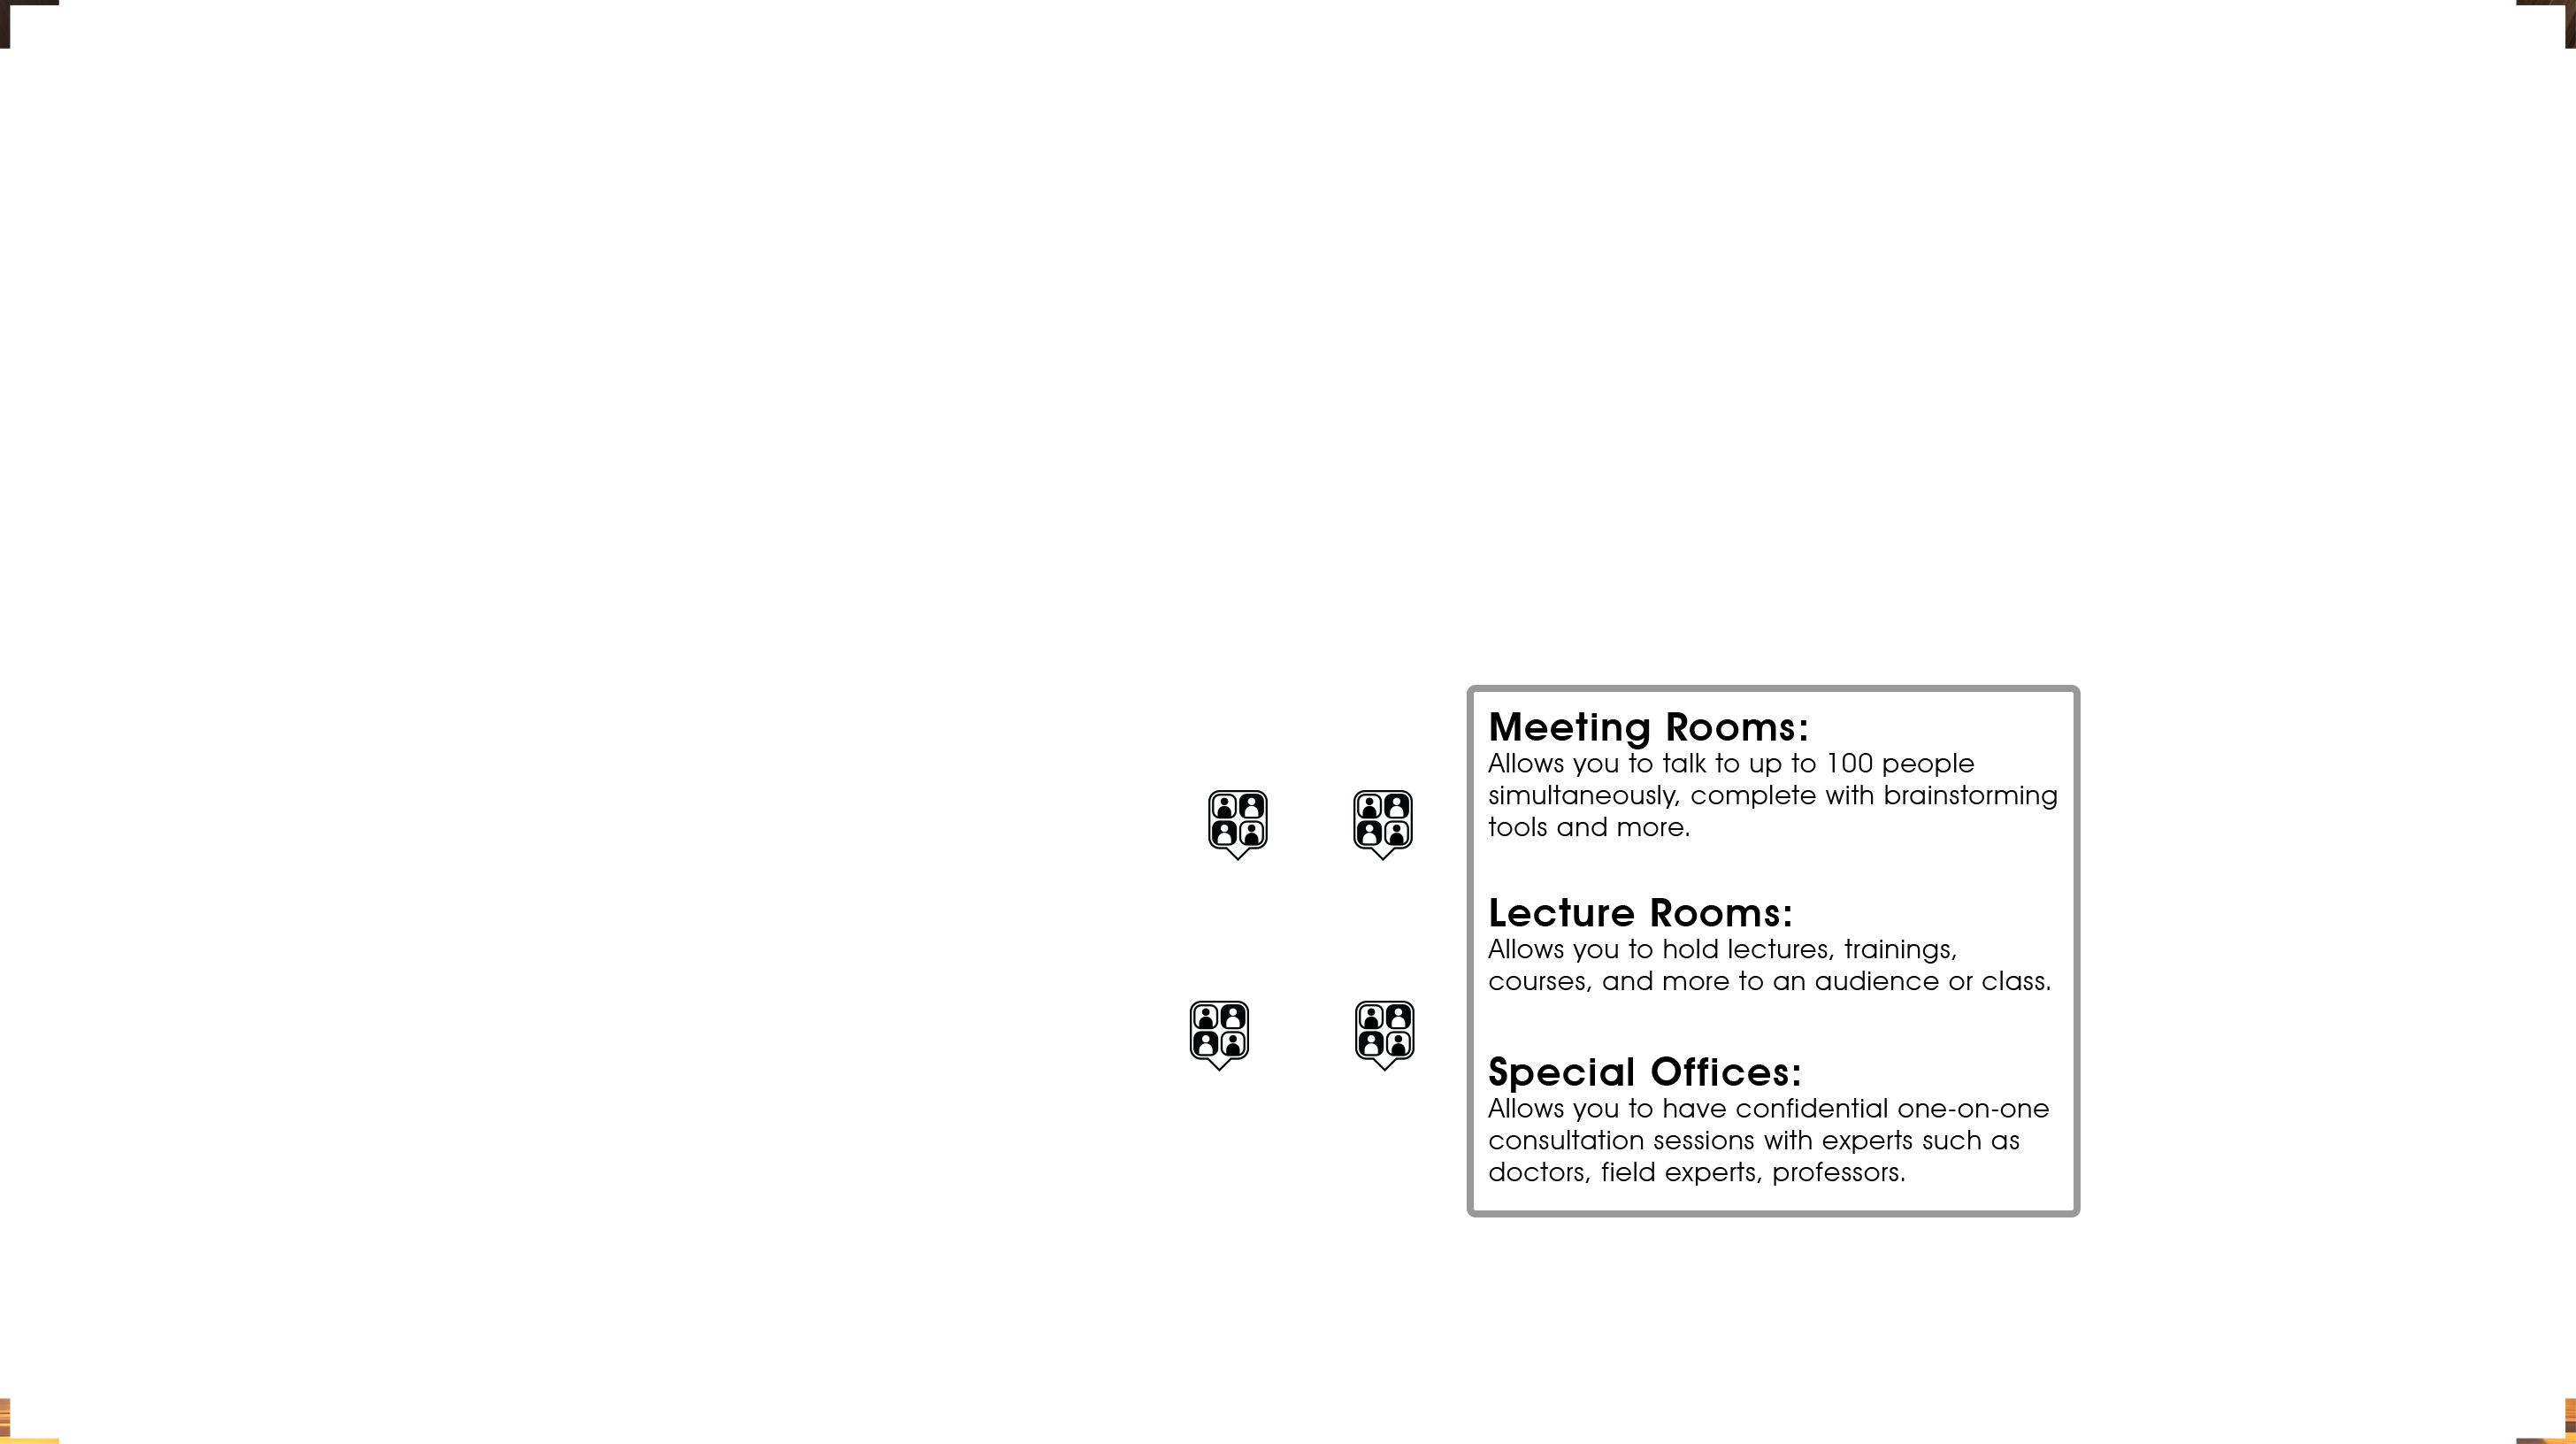 Meeting Rooms:
Allows you to talk to up to 100 people
simultaneously, complete with brainstorming
tools and more.
Lecture Rooms:
Allows you to hold lectures, trainings,
courses, and more to an audience or class.
Special Offices:
Allows you to have confidential one-on-one
consultation sessions with experts such as
doctors, field experts, professors.